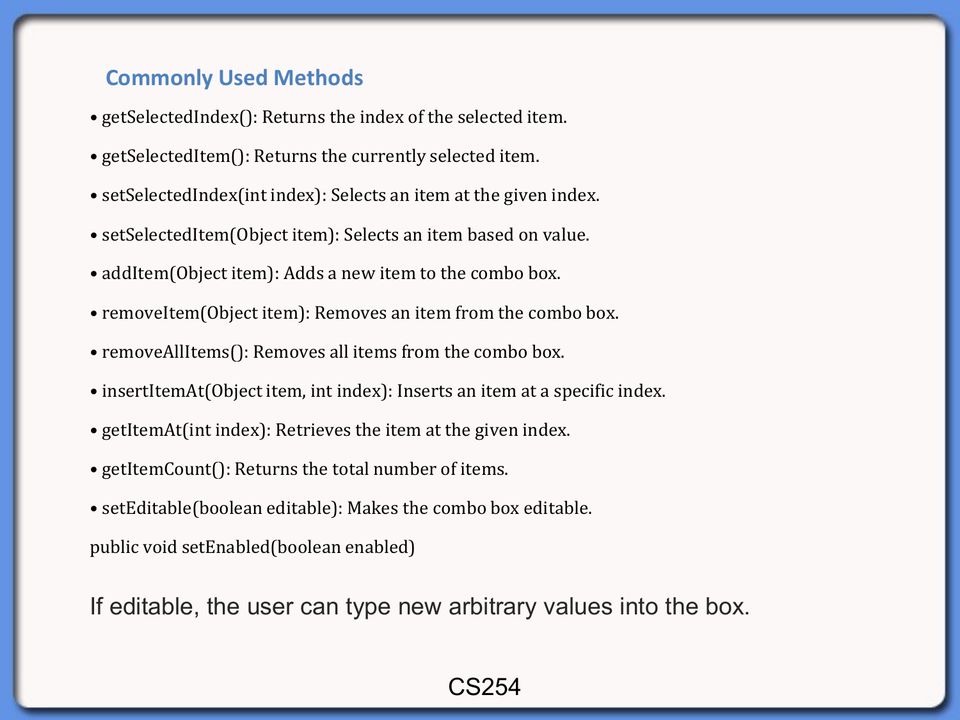 Commonly Used Methods
• getSelectedIndex(): Returns the index of the selected item.
• getSelectedItem(): Returns the currently selected item.
• setSelectedIndex(int index): Selects an item at the given index.
• setSelectedItem(Object item): Selects an item based on value.
• addItem(Object item): Adds a new item to the combo box.
• removeItem(Object item): Removes an item from the combo box.
• removeAllItems(): Removes all items from the combo box.
• insertItemAt(Object item, int index): Inserts an item at a specific index.
• getItemAt(int index): Retrieves the item at the given index.
• getItemCount(): Returns the total number of items.
• setEditable(boolean editable): Makes the combo box editable.
public void setEnabled(boolean enabled)
If editable, the user can type new arbitrary values into the box.
CS254